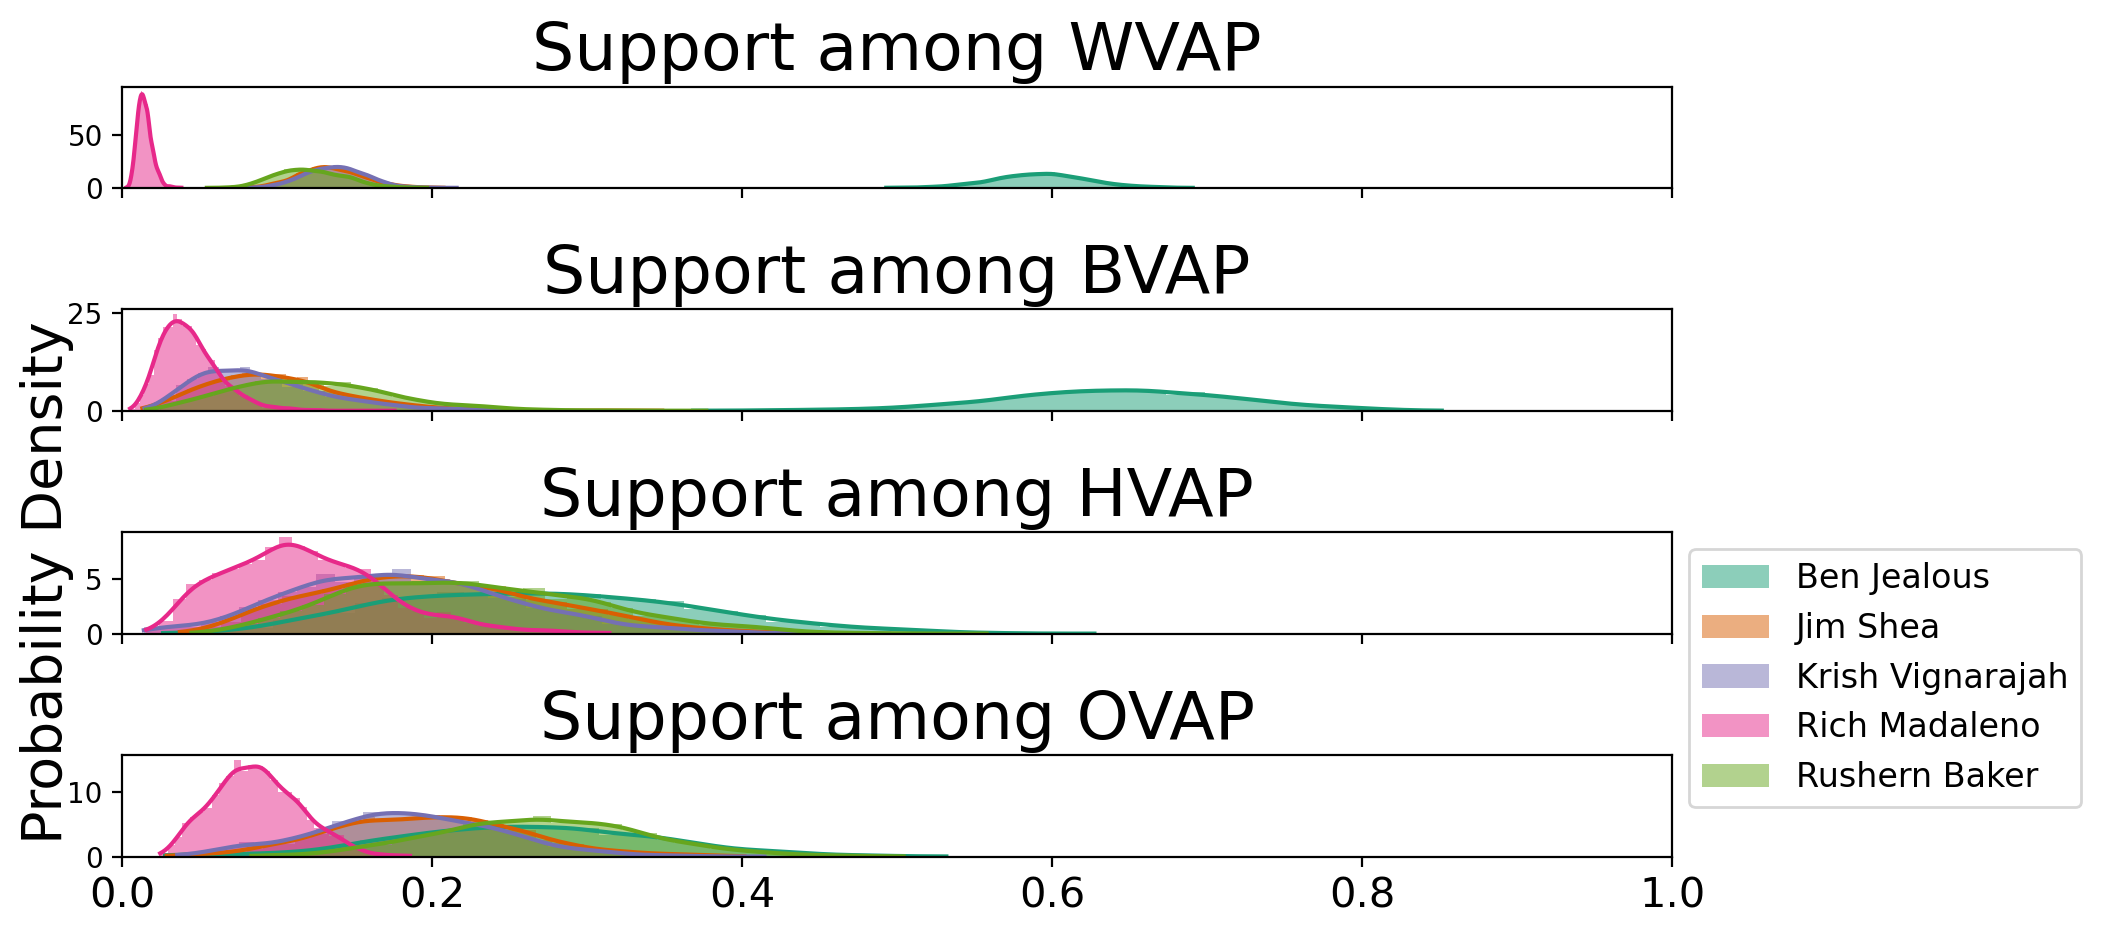 Support among WVAP
50
0
Support among BVAP
25
0
Support among HVAP
5
0
Support among OVAP
10
0
0.0 0.2 0.4 0.6 0.8 1.0
Probability Density
Ben Jealous
Jim Shea
Krish Vignarajah
Rich Madaleno
Rushern Baker